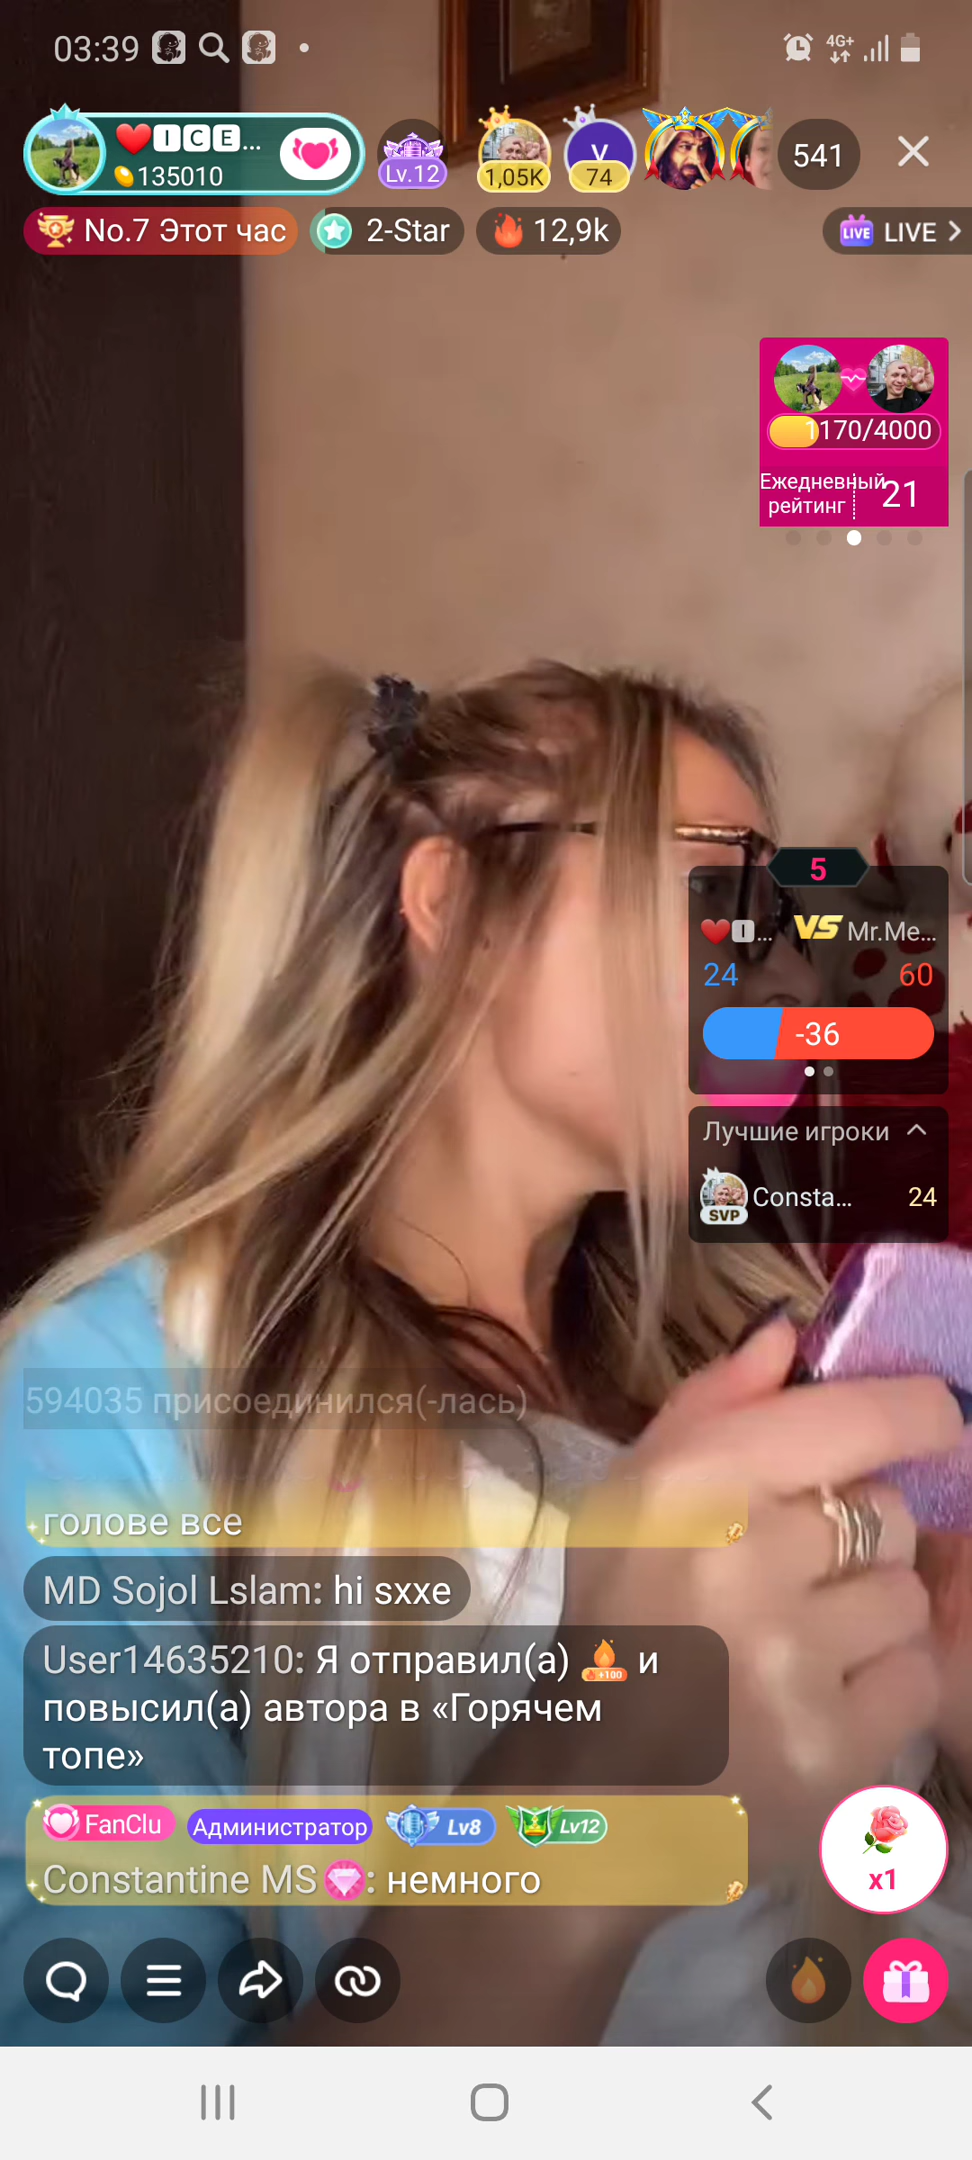 03:39
4G+
❤️ICE...
135010
Lv.12
1,05K
V
74
541
No.7 Этот час
2-Star
12,9k
LIVE
LIVE
1170/4000
Ежедневный
рейтинг
21
5
❤️I... VS Mr.Me...
24 60
-36
Лучшие игроки
SVP
Consta... 24
594035 присоединился(-лась)
голове все
MD Sojol Lslam: hi sxxe
User14635210: Я отправил(а) +100 и
повысил(а) автора в «Горячем
топе»
FanClu Администратор Lv8 Lv12
Constantine MS: немного
x1